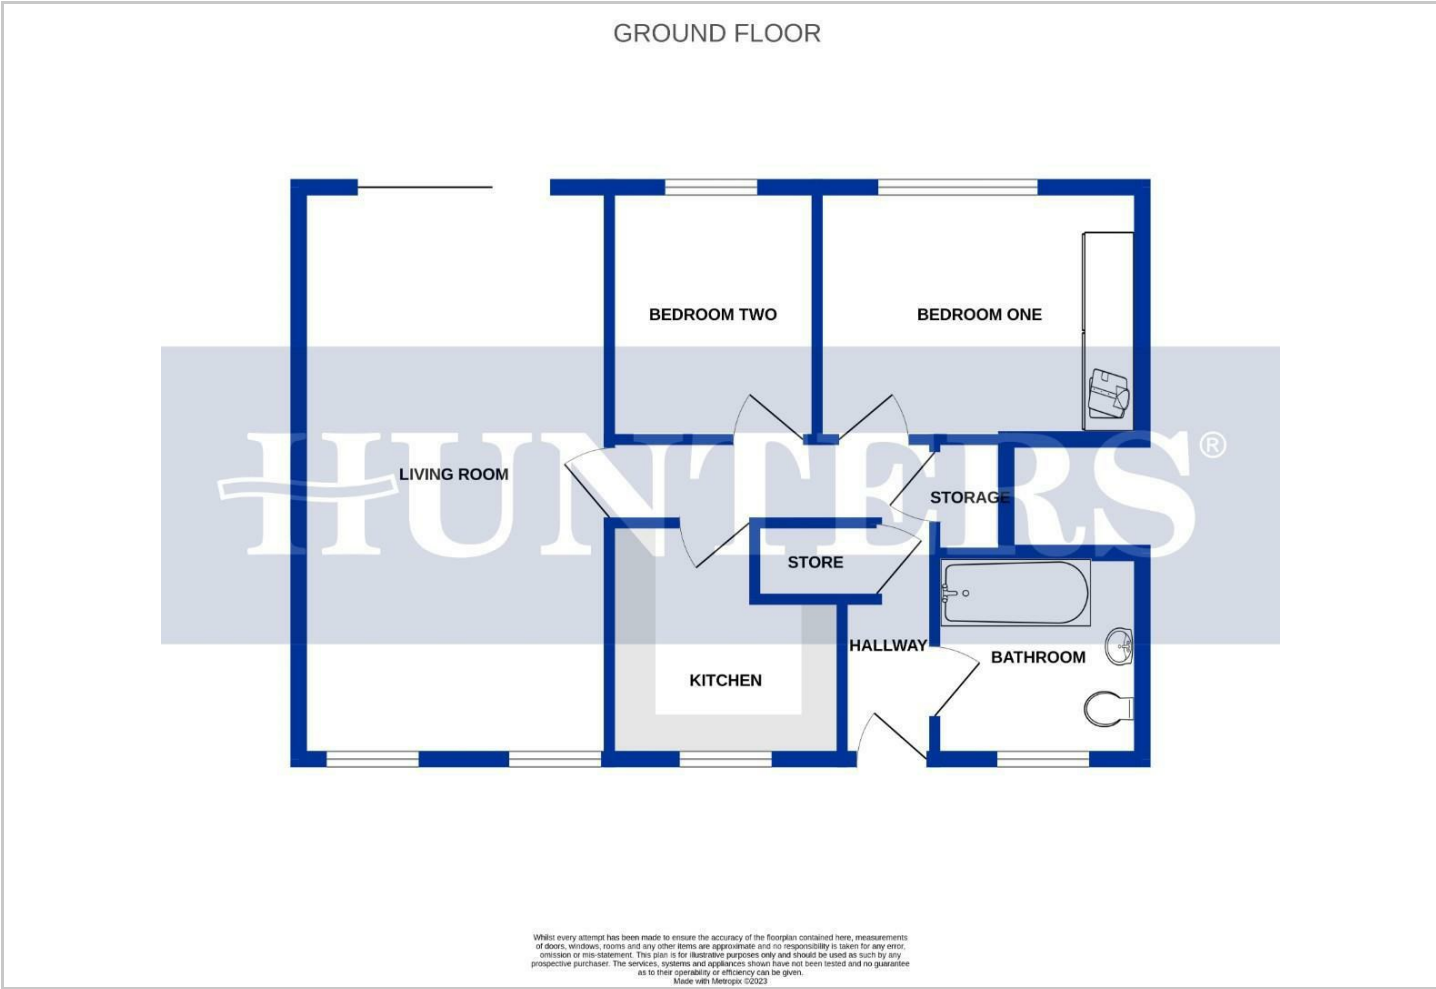 GROUND FLOOR
BEDROOM TWO
BEDROOM ONE
HUNTERS®
LIVING ROOM
STORAGE
STORE
HALLWAY
BATHROOM
KITCHEN
Whilst every attempt has been made to ensure the accuracy of the floorplan contained here, measurements
of doors, windows, rooms and any other items are approximate and no responsibility is taken for any error,
omission or mis-statement. This plan is for illustrative purposes only and should be used as such by any
prospective purchaser. The services, systems and appliances shown have not been tested and no guarantee
as to their operability or efficiency can be given.
Made with Metropix ©2023